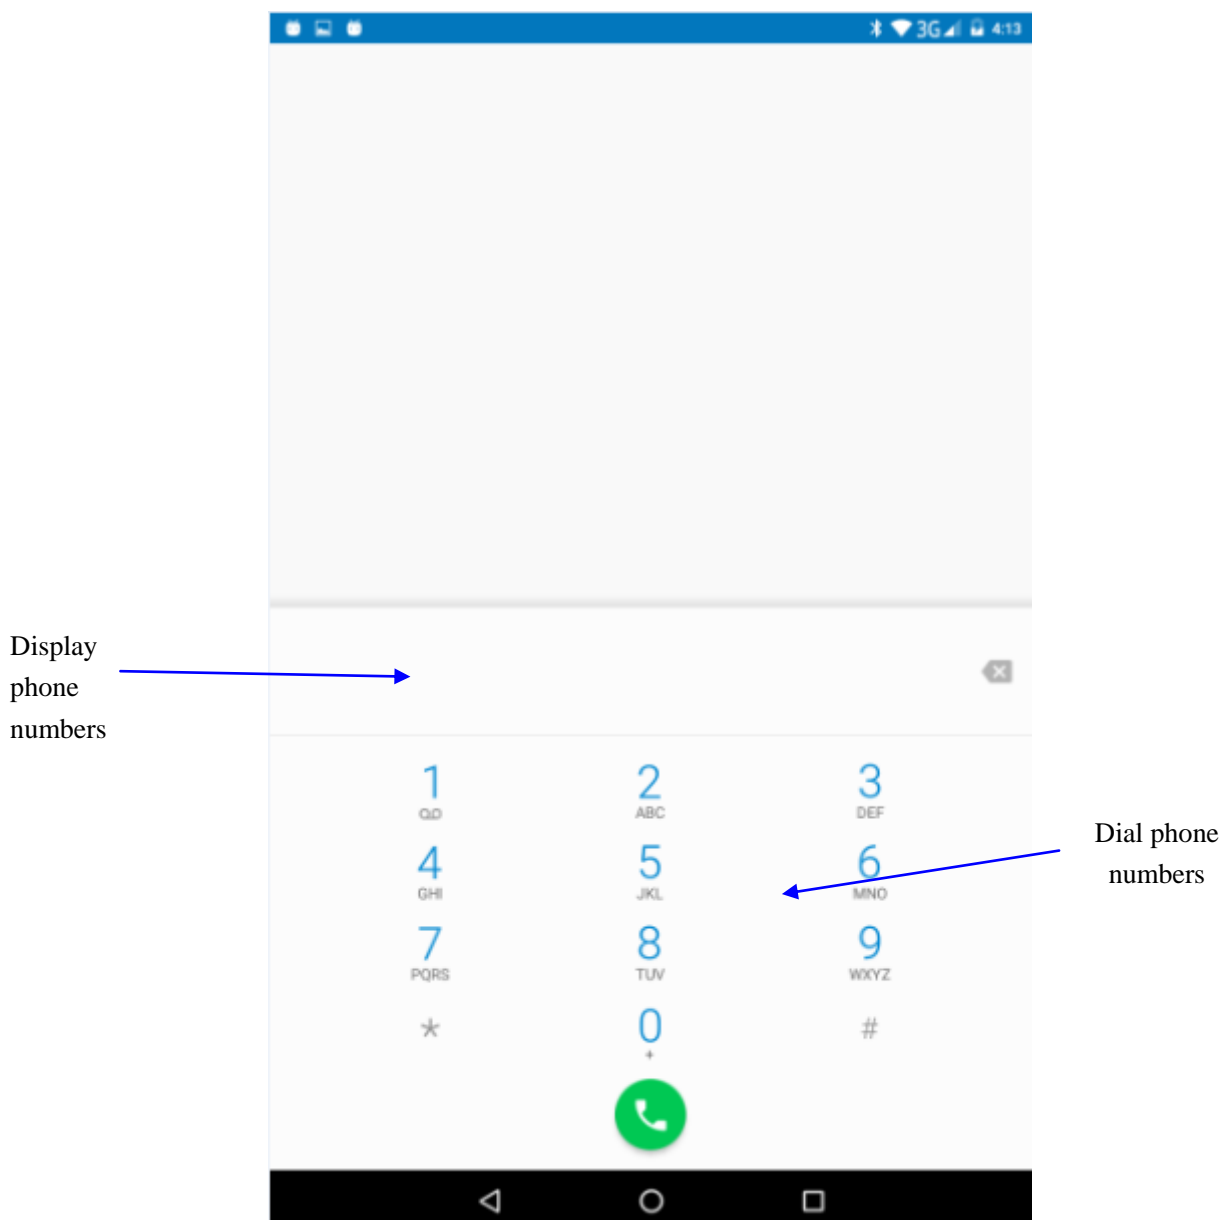 3G 4:13
Display
phone
numbers
1 2 3
ABC DEF
Dial phone
numbers
4 5 6
GHI JKL MNO
7 8 9
PQRS TUV WXYZ
* 0 #
+